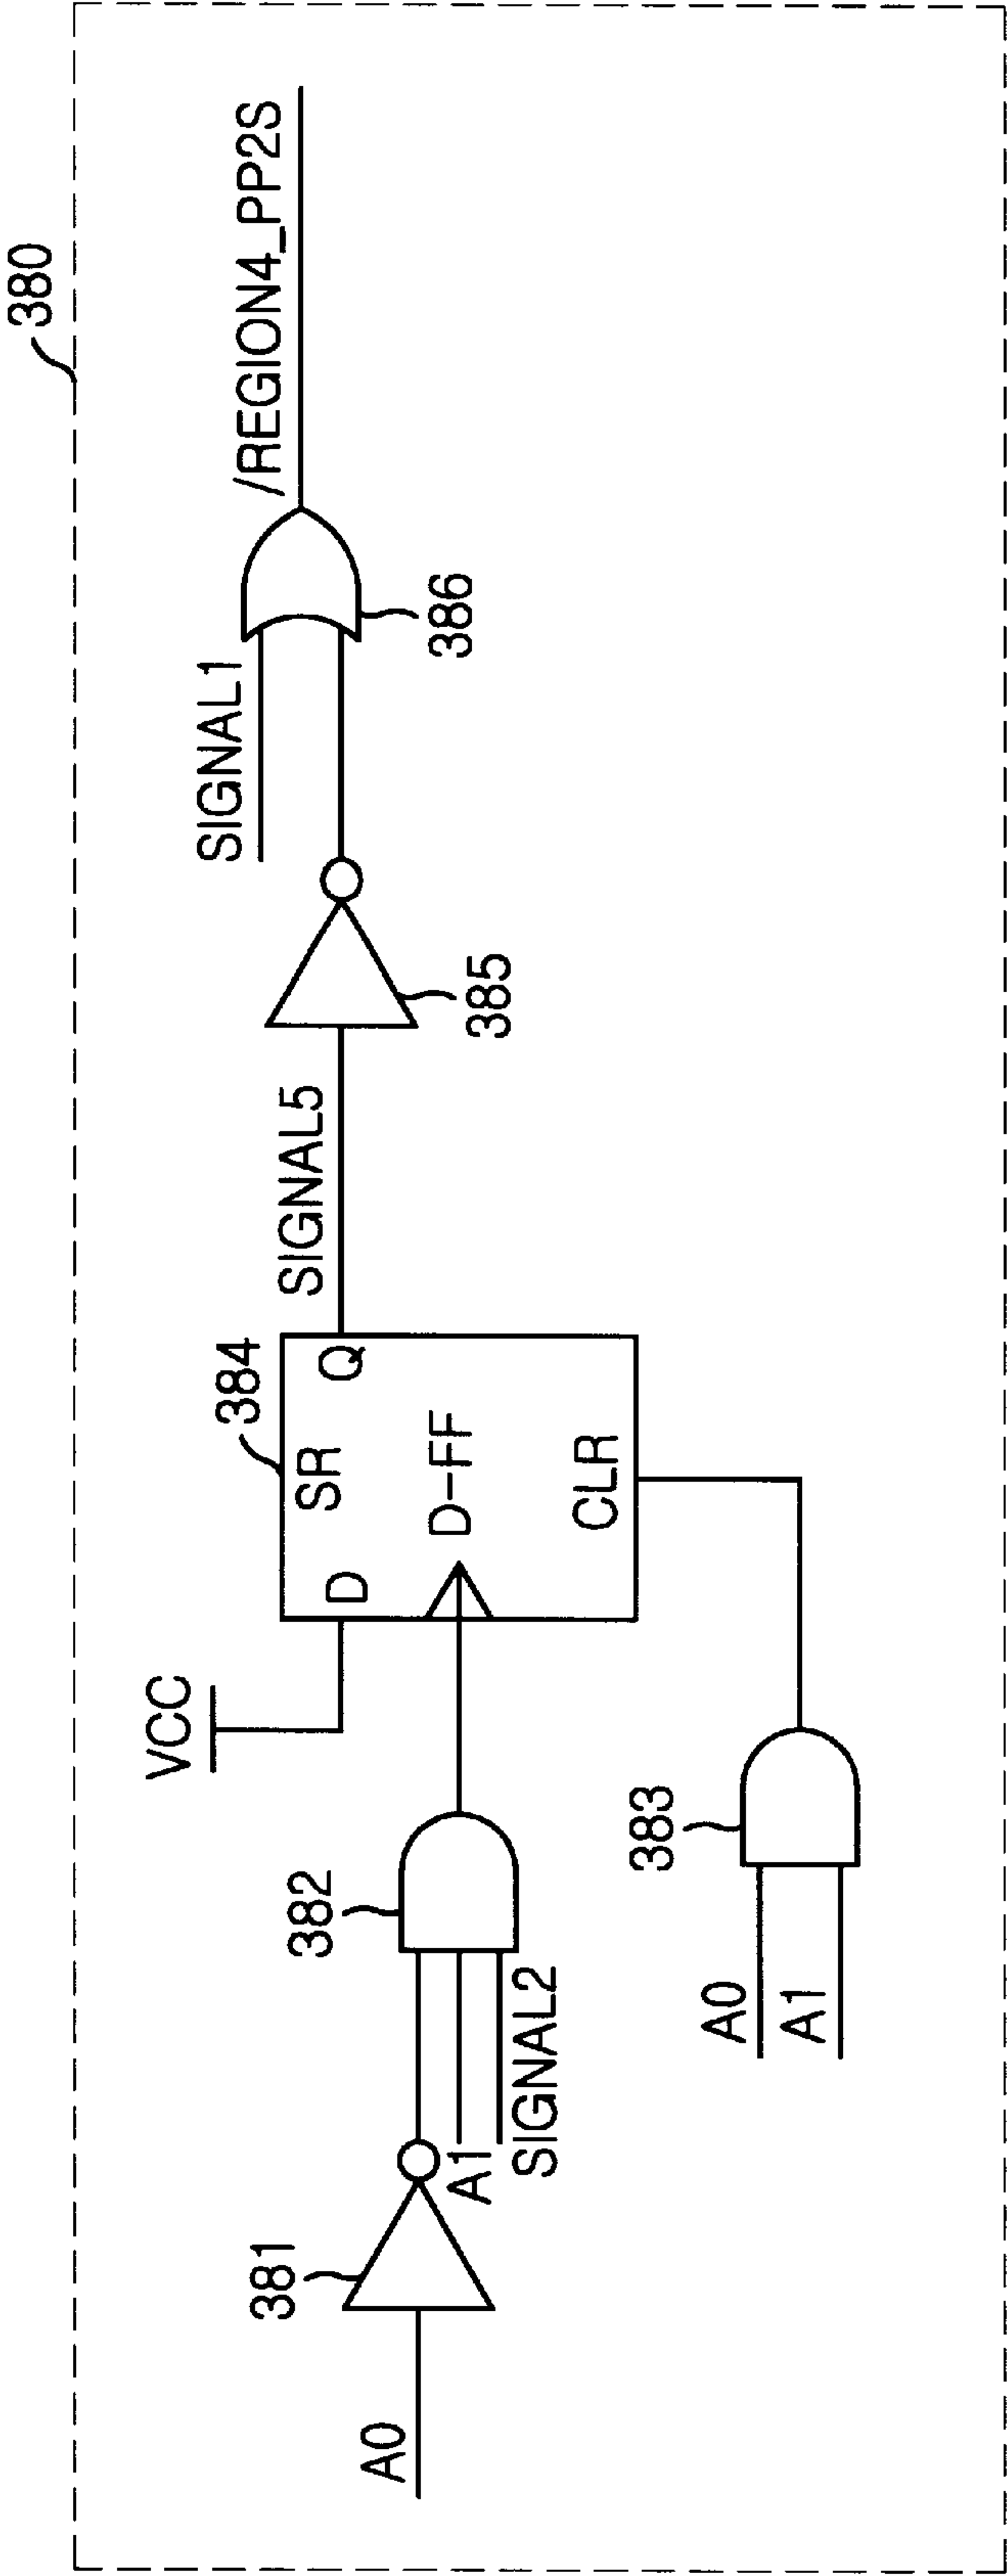 380
/REGION4_PP2S
SIGNAL1
386
385
SIGNAL5
384
SR
D
Q
D-FF
CLR
VCC
382
381
A0
A1
SIGNAL2
383
A0
A1